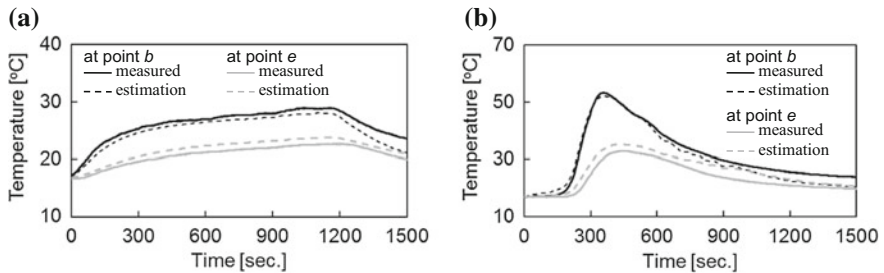 (a)
Temperature [ºC]
40
30
20
10
at point b
measured
estimation
at point e
measured
estimation
0 300 600 900 1200 1500
Time [sec.]
(b)
Temperature [ºC]
70
50
30
10
at point b
measured
estimation
at point e
measured
estimation
0 300 600 900 1200 1500
Time [sec.]